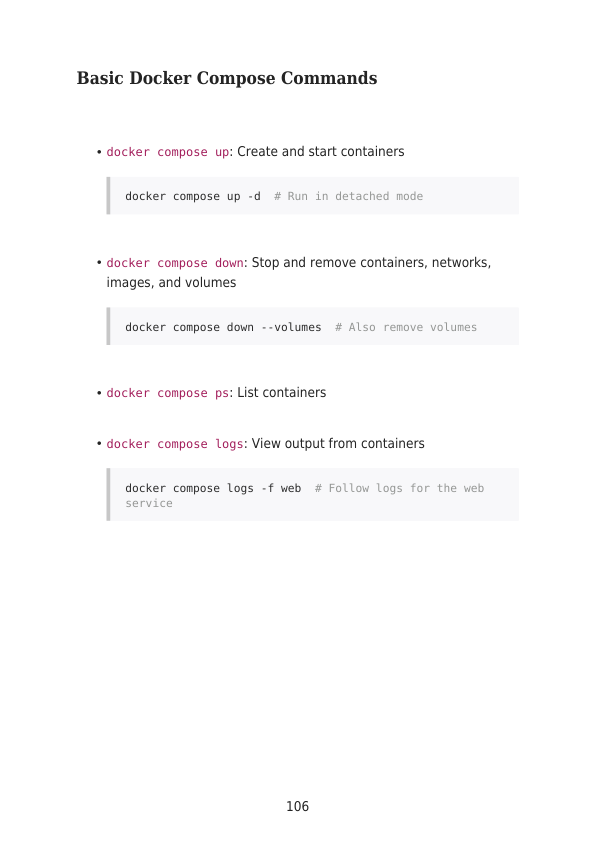 Basic Docker Compose Commands
• docker compose up: Create and start containers
docker compose up -d  # Run in detached mode
• docker compose down: Stop and remove containers, networks,
images, and volumes
docker compose down --volumes  # Also remove volumes
• docker compose ps: List containers
• docker compose logs: View output from containers
docker compose logs -f web  # Follow logs for the web
service
106